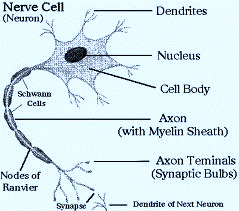 Nerve Cell
(Neuron)
Dendrites
Nucleus
Cell Body
Schwann
Cells
Axon
(with Myelin Sheath)
Axon Teminals
(Synaptic Bulbs)
Nodes of
Ranvier
Synapse
Dendrite of Next Neuron